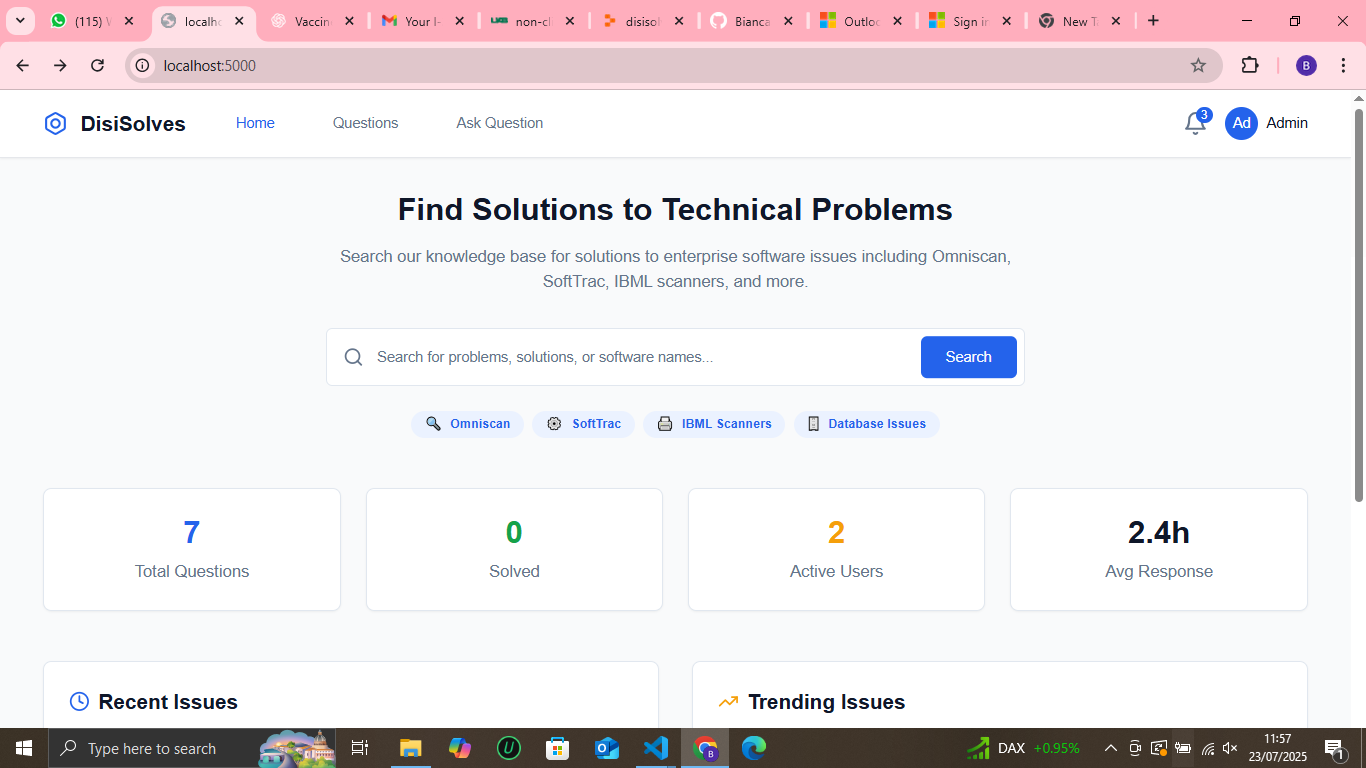 (115) W
localho
Vaccin
Your I-
non-cli
disisol
Bianca
Outloo
Sign in
New Ta
localhost:5000
B
DisiSolves
Home
Questions
Ask Question
3
Ad
Admin
Find Solutions to Technical Problems
Search our knowledge base for solutions to enterprise software issues including Omniscan,
SoftTrac, IBML scanners, and more.
Search for problems, solutions, or software names...
Search
Omniscan
SoftTrac
IBML Scanners
Database Issues
7
Total Questions
0
Solved
2
Active Users
2.4h
Avg Response
Recent Issues
Trending Issues
Type here to search
DAX +0.95%
11:57
23/07/2025
1